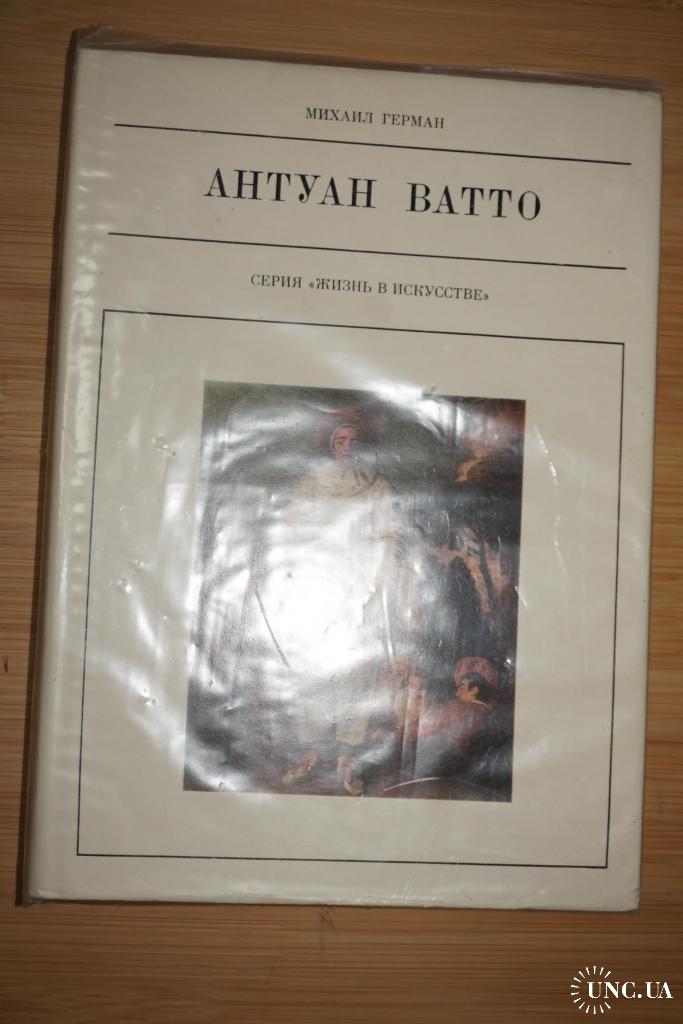 МИХАИЛ ГЕРМАН
АНТУАН ВАТТО
СЕРИЯ «ЖИЗНЬ В ИСКУССТВЕ»
UNC.UA